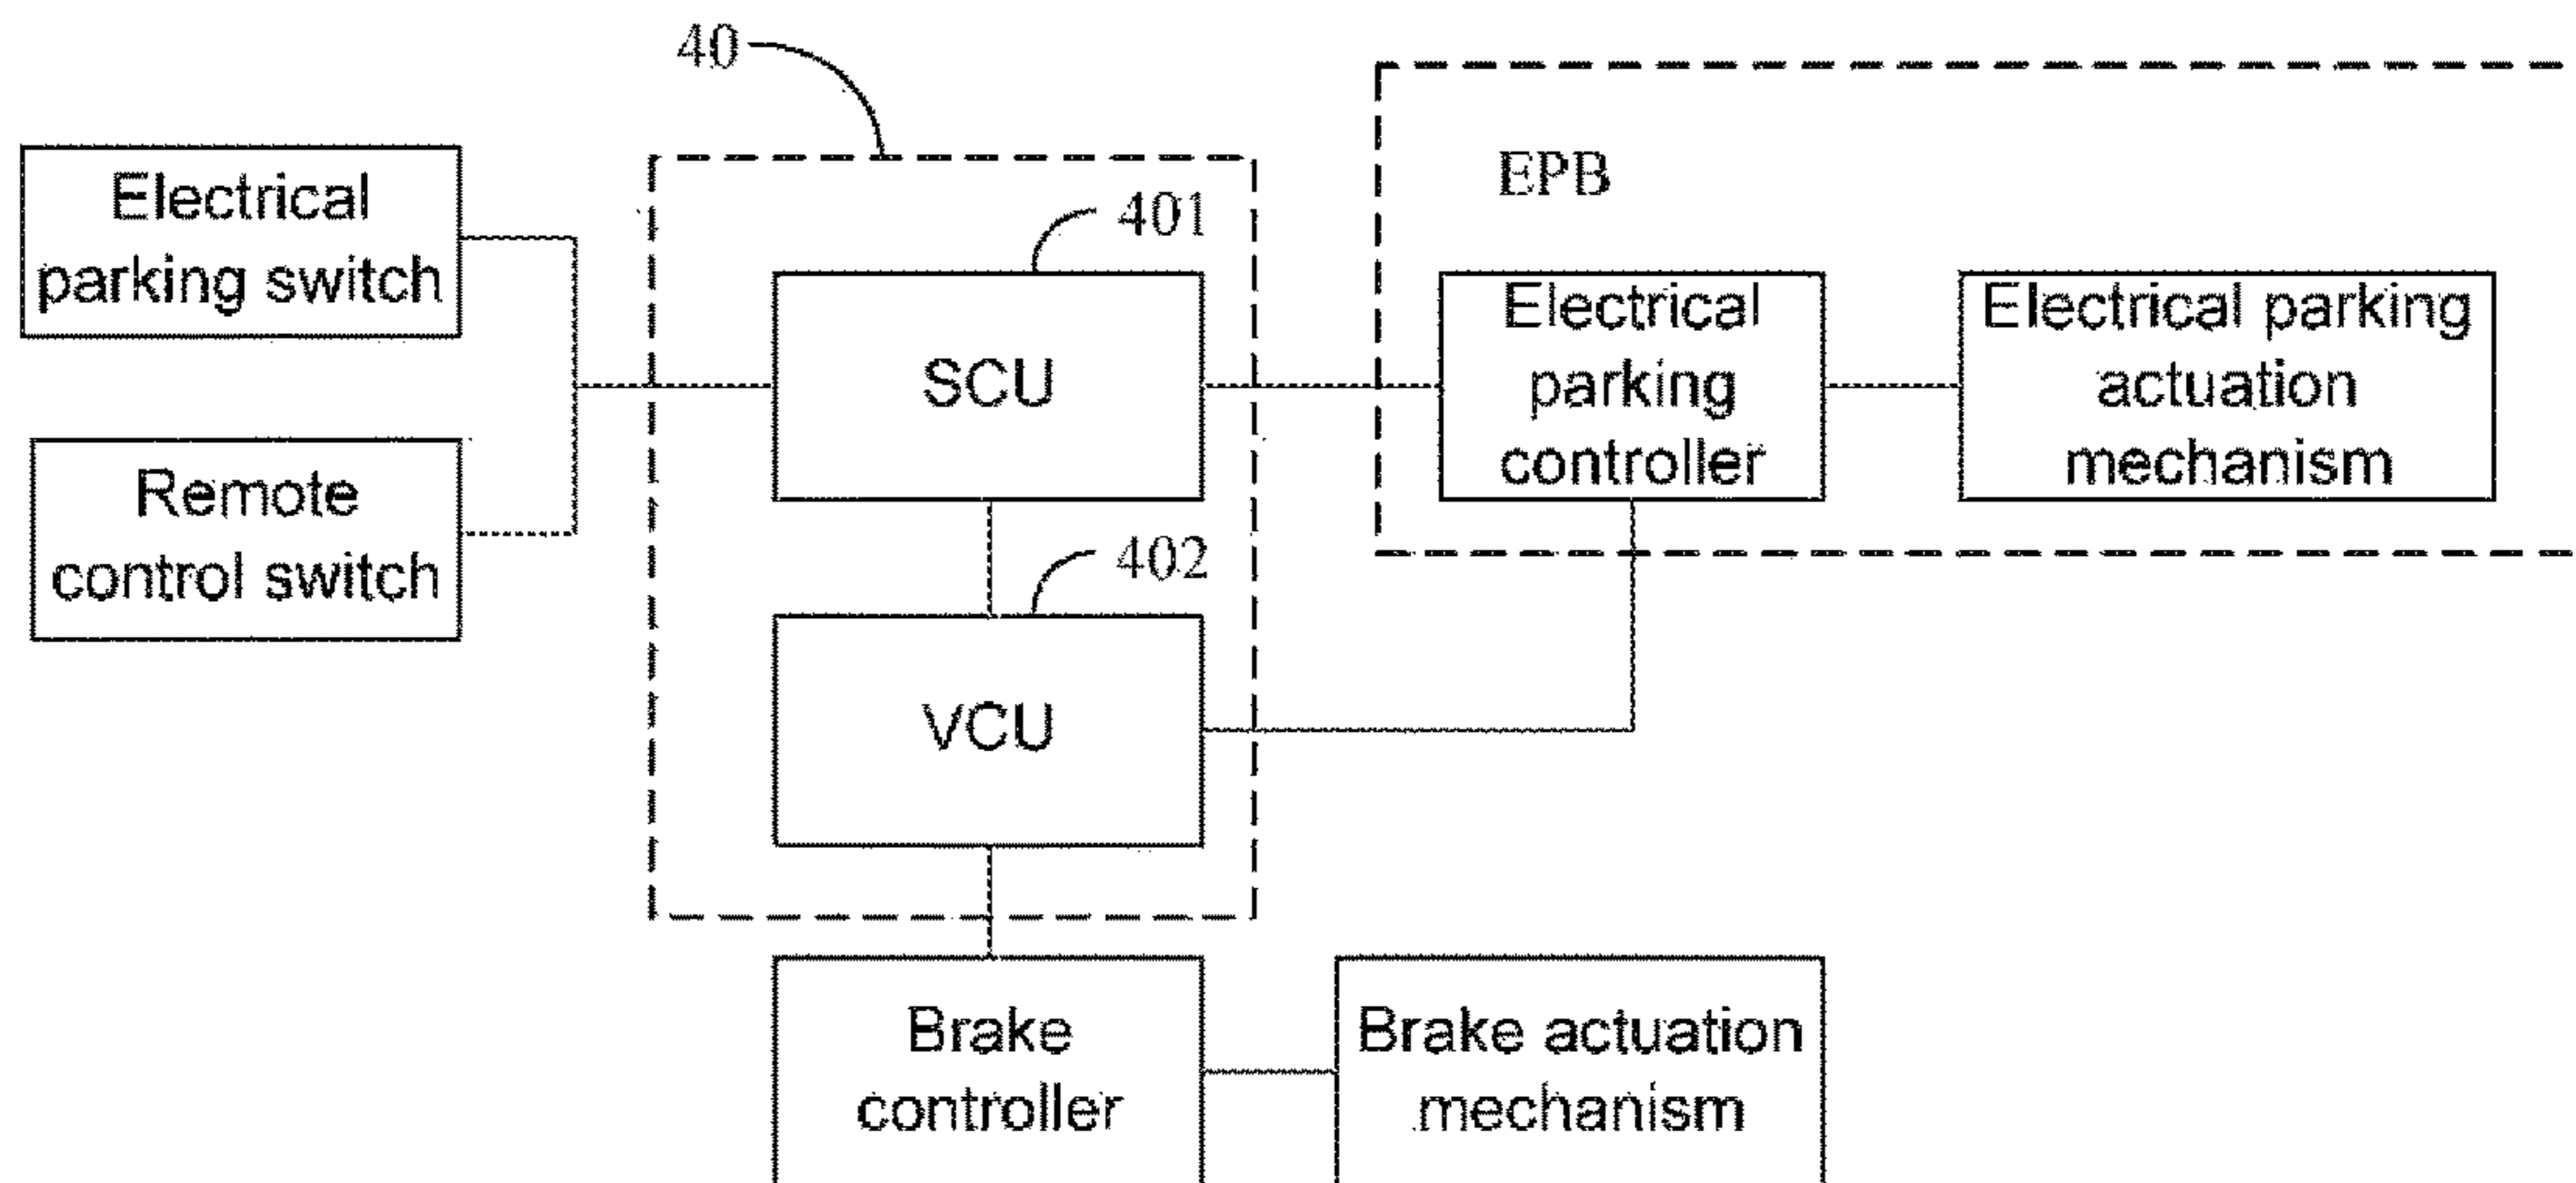 40
EPB
Electrical
parking switch
401
SCU
Electrical
parking
controller
Electrical parking
actuation
mechanism
Remote
control switch
402
VCU
Brake
controller
Brake actuation
mechanism